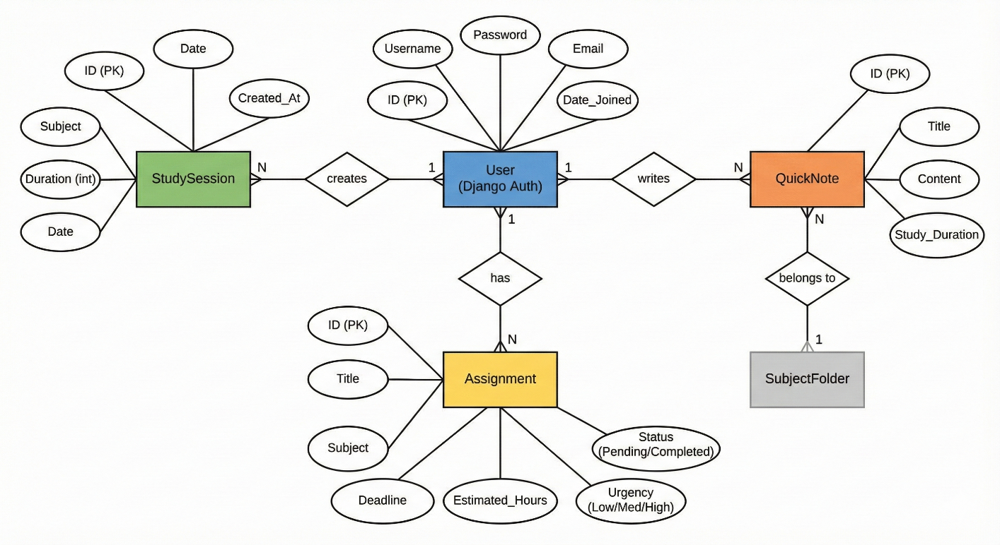 Password
Date
Username
Email
ID (PK)
ID (PK)
Created_At
ID (PK)
Date_Joined
Subject
Title
N
1
User
(Django Auth)
1
N
StudySession
creates
writes
QuickNote
Duration (int)
Content
1
N
Date
Study_Duration
has
belongs to
ID (PK)
N
1
Title
Assignment
SubjectFolder
Subject
Status
(Pending/Completed)
Deadline
Estimated_Hours
Urgency
(Low/Med/High)